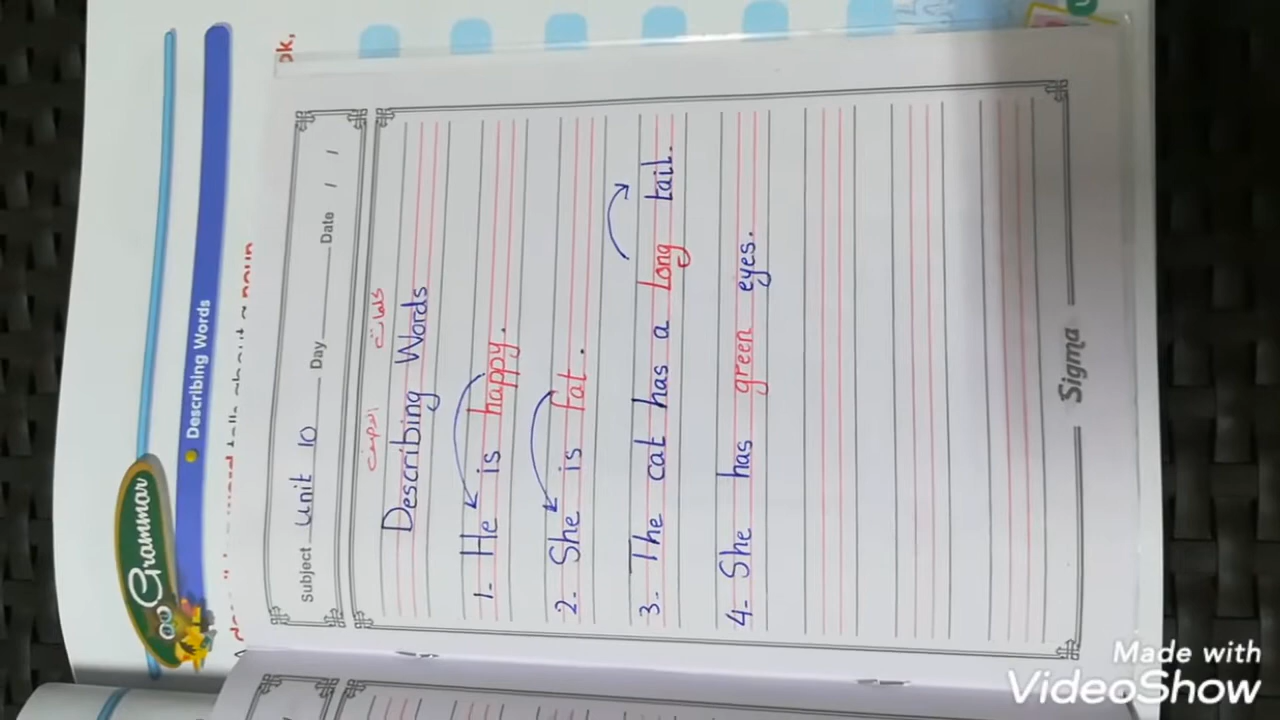 Grammar
Describing Words
Subject Unit 10 Day Date / /
كلمات الوصف
Describing Words
1- He is happy.
2- She is fat.
3- The cat has a long tail.
4- She has green eyes.
Sigma
Made with
VideoShow